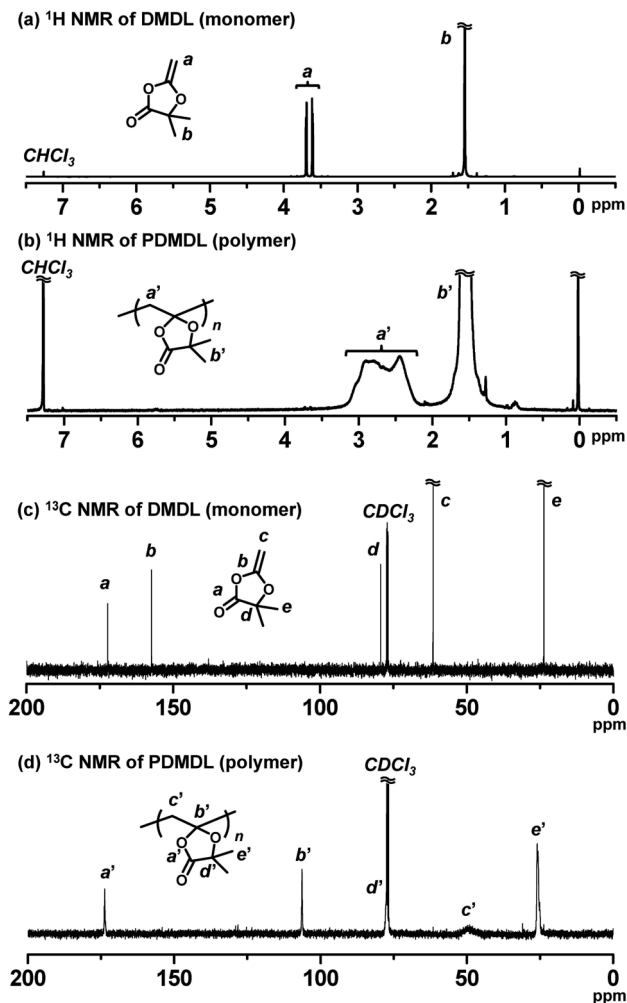 (a) ¹H NMR of DMDL (monomer)
a
O
O
O
b
a
b
CHCl₃
7 6 5 4 3 2 1 0 ppm
(b) ¹H NMR of PDMDL (polymer)
CHCl₃
a'
n
O
O
O
b'
a'
b'
7 6 5 4 3 2 1 0 ppm
(c) ¹³C NMR of DMDL (monomer)
c
b
O
O
a
O
d
e
a
b
d
CDCl₃
c
e
200 150 100 50 0
ppm
(d) ¹³C NMR of PDMDL (polymer)
c'
b'
n
O
O
a'
O
d'
e'
a'
b'
CDCl₃
d'
c'
e'
200 150 100 50 0
ppm